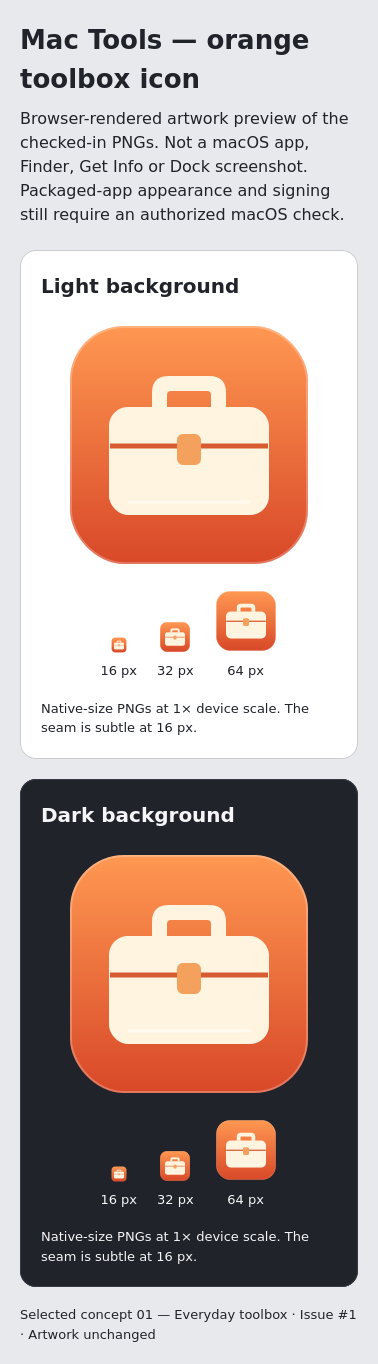 Mac Tools — orange
toolbox icon
Browser-rendered artwork preview of the
checked-in PNGs. Not a macOS app,
Finder, Get Info or Dock screenshot.
Packaged-app appearance and signing
still require an authorized macOS check.
Light background
16 px 32 px 64 px
Native-size PNGs at 1× device scale. The
seam is subtle at 16 px.
Dark background
16 px 32 px 64 px
Native-size PNGs at 1× device scale. The
seam is subtle at 16 px.
Selected concept 01 — Everyday toolbox · Issue #1
· Artwork unchanged